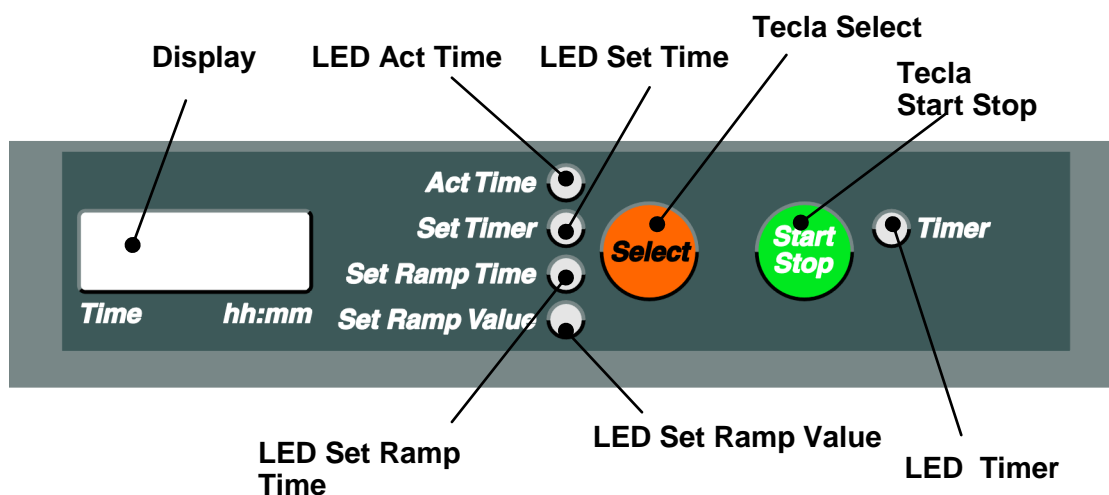 Tecla Select
Display
LED Act Time
LED Set Time
Tecla
Start Stop
Act Time
Set Timer
Set Ramp Time
Set Ramp Value
Time
hh:mm
Select
Start
Stop
Timer
LED Set Ramp
Time
LED Set Ramp Value
LED Timer